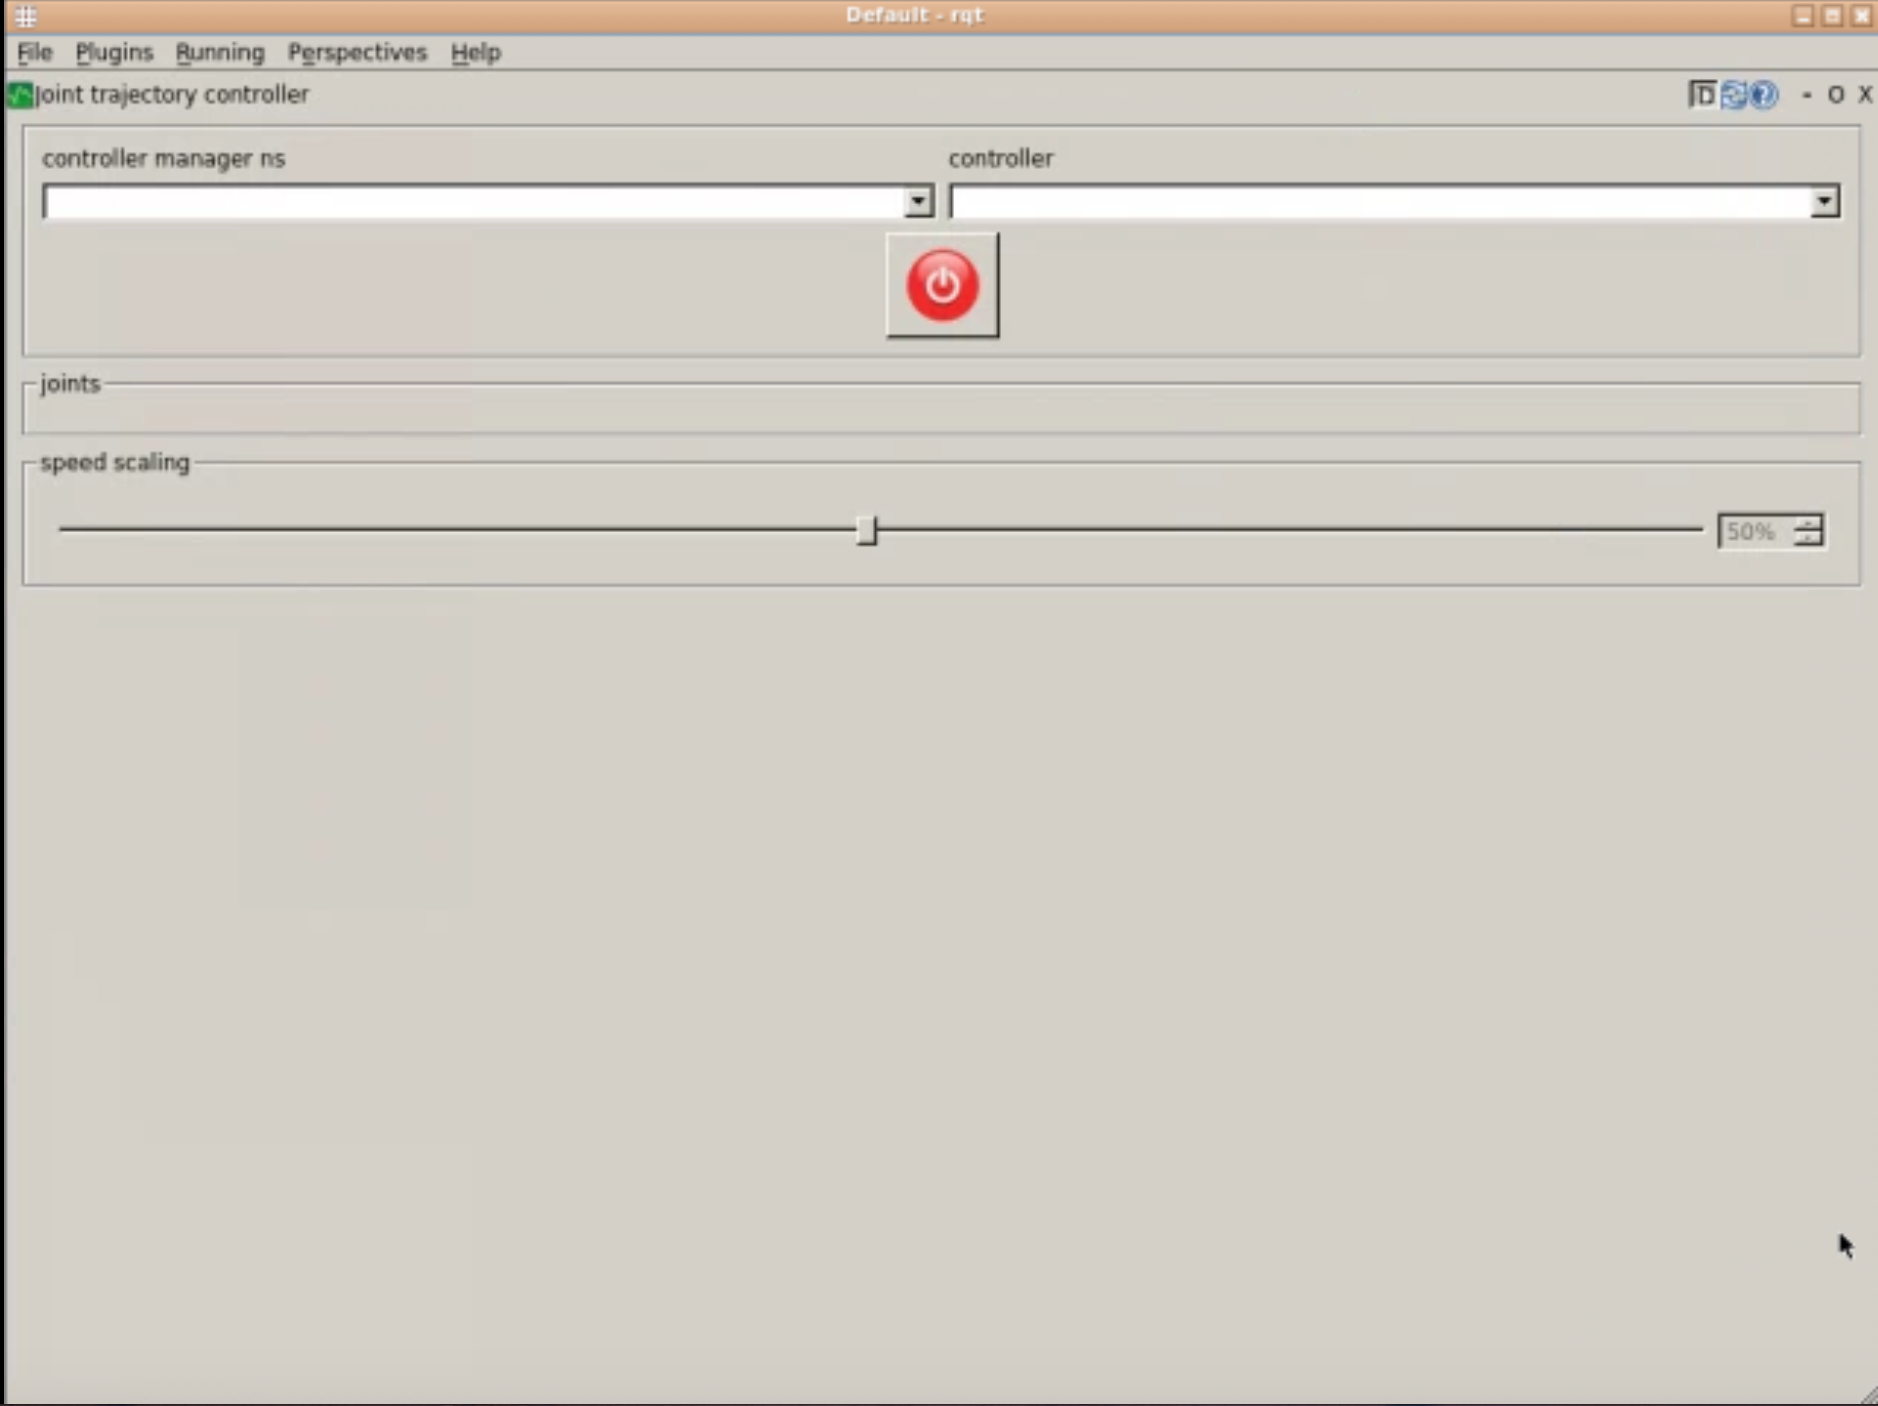 Default - rqt
File Plugins Running Perspectives Help
Joint trajectory controller
D
- O X
controller manager ns
controller
joints
speed scaling
50%